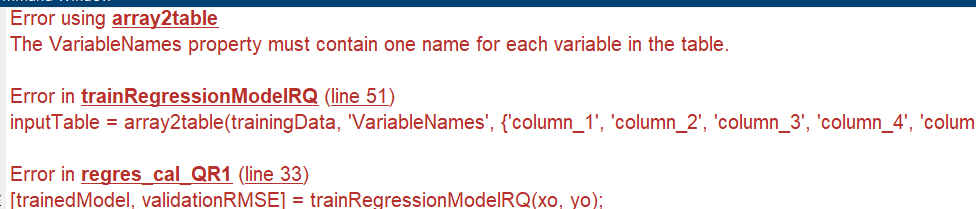 Error using array2table
The VariableNames property must contain one name for each variable in the table.
Error in trainRegressionModelRQ (line 51)
inputTable = array2table(trainingData, 'VariableNames', {'column_1', 'column_2', 'column_3', 'column_4', 'colum
Error in regres_cal_QR1 (line 33)
[trainedModel, validationRMSE] = trainRegressionModelRQ(xo, yo);